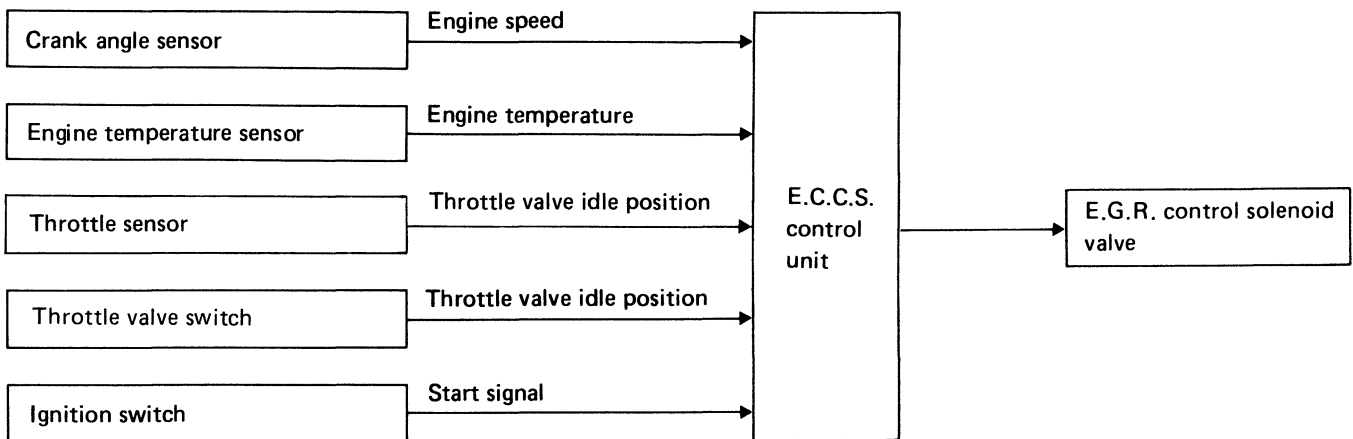 Crank angle sensor
Engine speed
Engine temperature sensor
Engine temperature
Throttle sensor
Throttle valve idle position
Throttle valve switch
Throttle valve idle position
Ignition switch
Start signal
E.C.C.S.
control
unit
E.G.R. control solenoid
valve